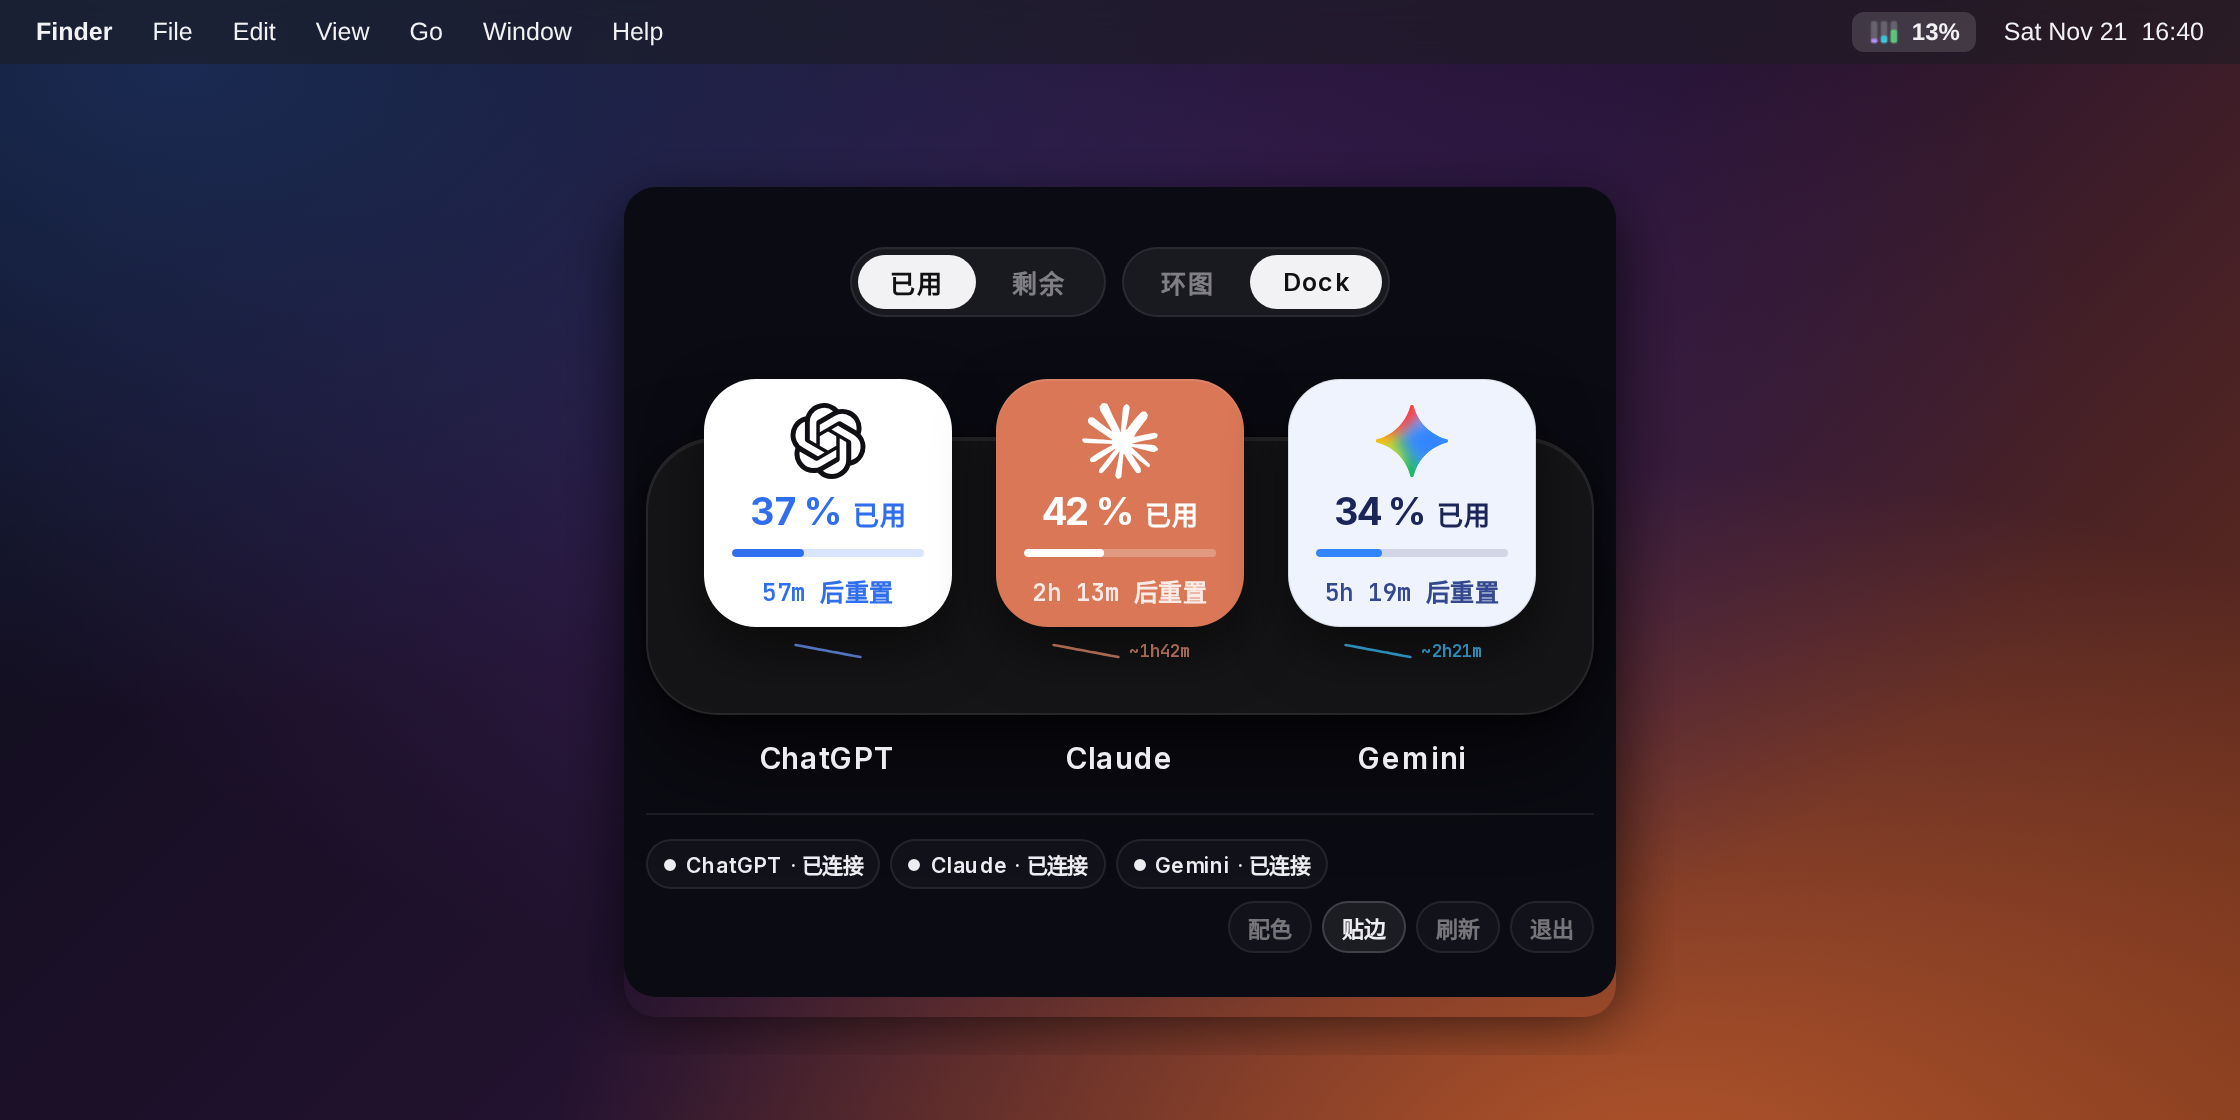 Finder File Edit View Go Window Help 13% Sat Nov 21 16:40
已用 剩余 环图 Dock
37 % 已用 42 % 已用 34 % 已用
57m 后重置 2h 13m 后重置 5h 19m 后重置
~1h42m ~2h21m
ChatGPT Claude Gemini
ChatGPT · 已连接 Claude · 已连接 Gemini · 已连接
配色 贴边 刷新 退出